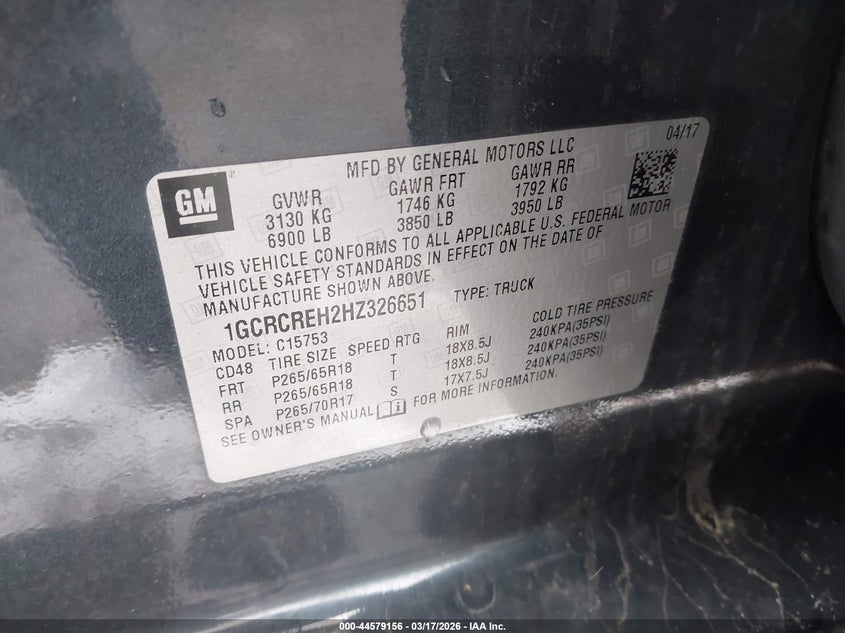 04/17
MFD BY GENERAL MOTORS LLC
GM
GVWR GAWR FRT GAWR RR
3130 KG 1746 KG 1792 KG
6900 LB 3850 LB 3950 LB
THIS VEHICLE CONFORMS TO ALL APPLICABLE U.S. FEDERAL MOTOR
VEHICLE SAFETY STANDARDS IN EFFECT ON THE DATE OF
MANUFACTURE SHOWN ABOVE.
1GCRCREH2HZ326651 TYPE: TRUCK
MODEL: C15753
CD48 TIRE SIZE SPEED RTG RIM COLD TIRE PRESSURE
FRT P265/65R18 T 18X8.5J 240KPA(35PSI)
RR P265/65R18 T 18X8.5J 240KPA(35PSI)
SPA P265/70R17 S 17X7.5J 240KPA(35PSI)
SEE OWNER'S MANUAL FOR MORE INFORMATION.
000-44579156 - 03/17/2026 - IAA Inc.